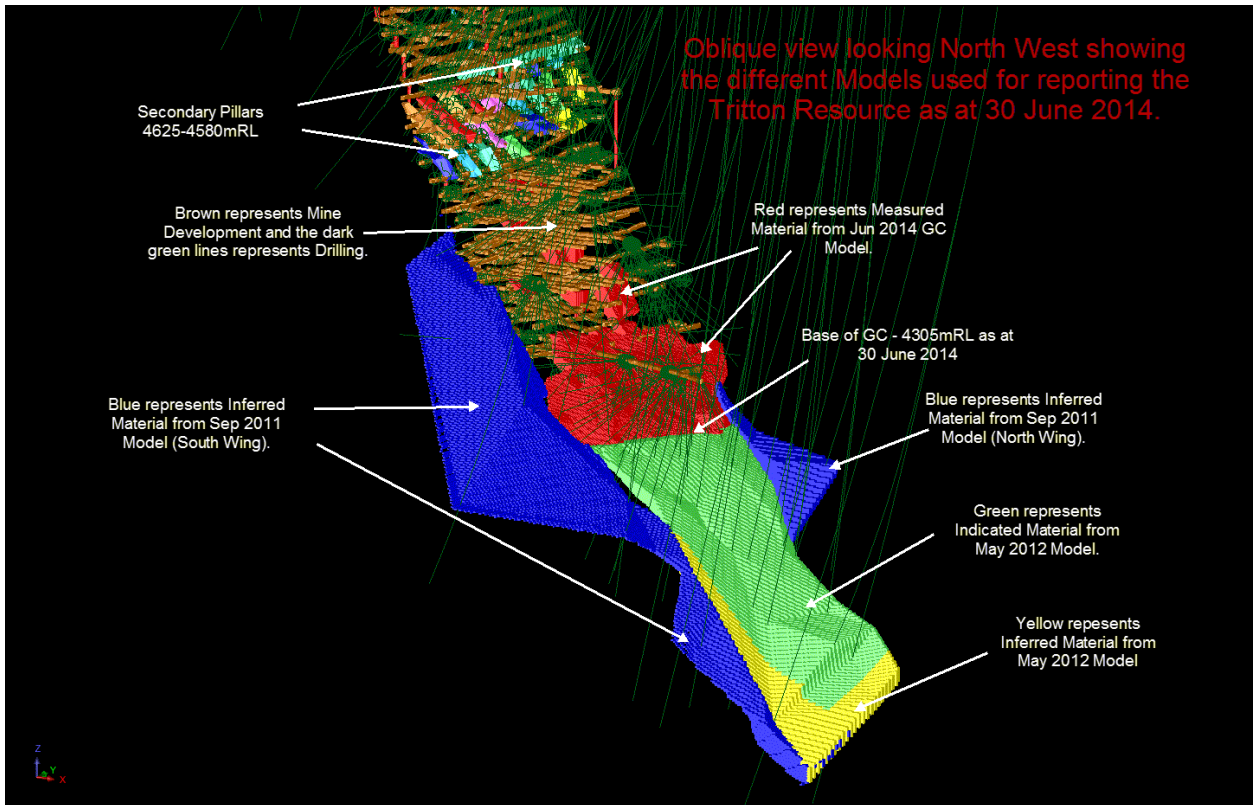 Oblique view looking North West showing
the different Models used for reporting the
Tritton Resource as at 30 June 2014.
Secondary Pillars
4625-4580mRL
Brown represents Mine
Development and the dark
green lines represents Drilling.
Red represents Measured
Material from Jun 2014 GC
Model.
Base of GC - 4305mRL as at
30 June 2014
Blue represents Inferred
Material from Sep 2011
Model (South Wing).
Blue represents Inferred
Material from Sep 2011
Model (North Wing).
Green represents
Indicated Material from
May 2012 Model.
Yellow repesents
Inferred Material from
May 2012 Model
Z
Y
X